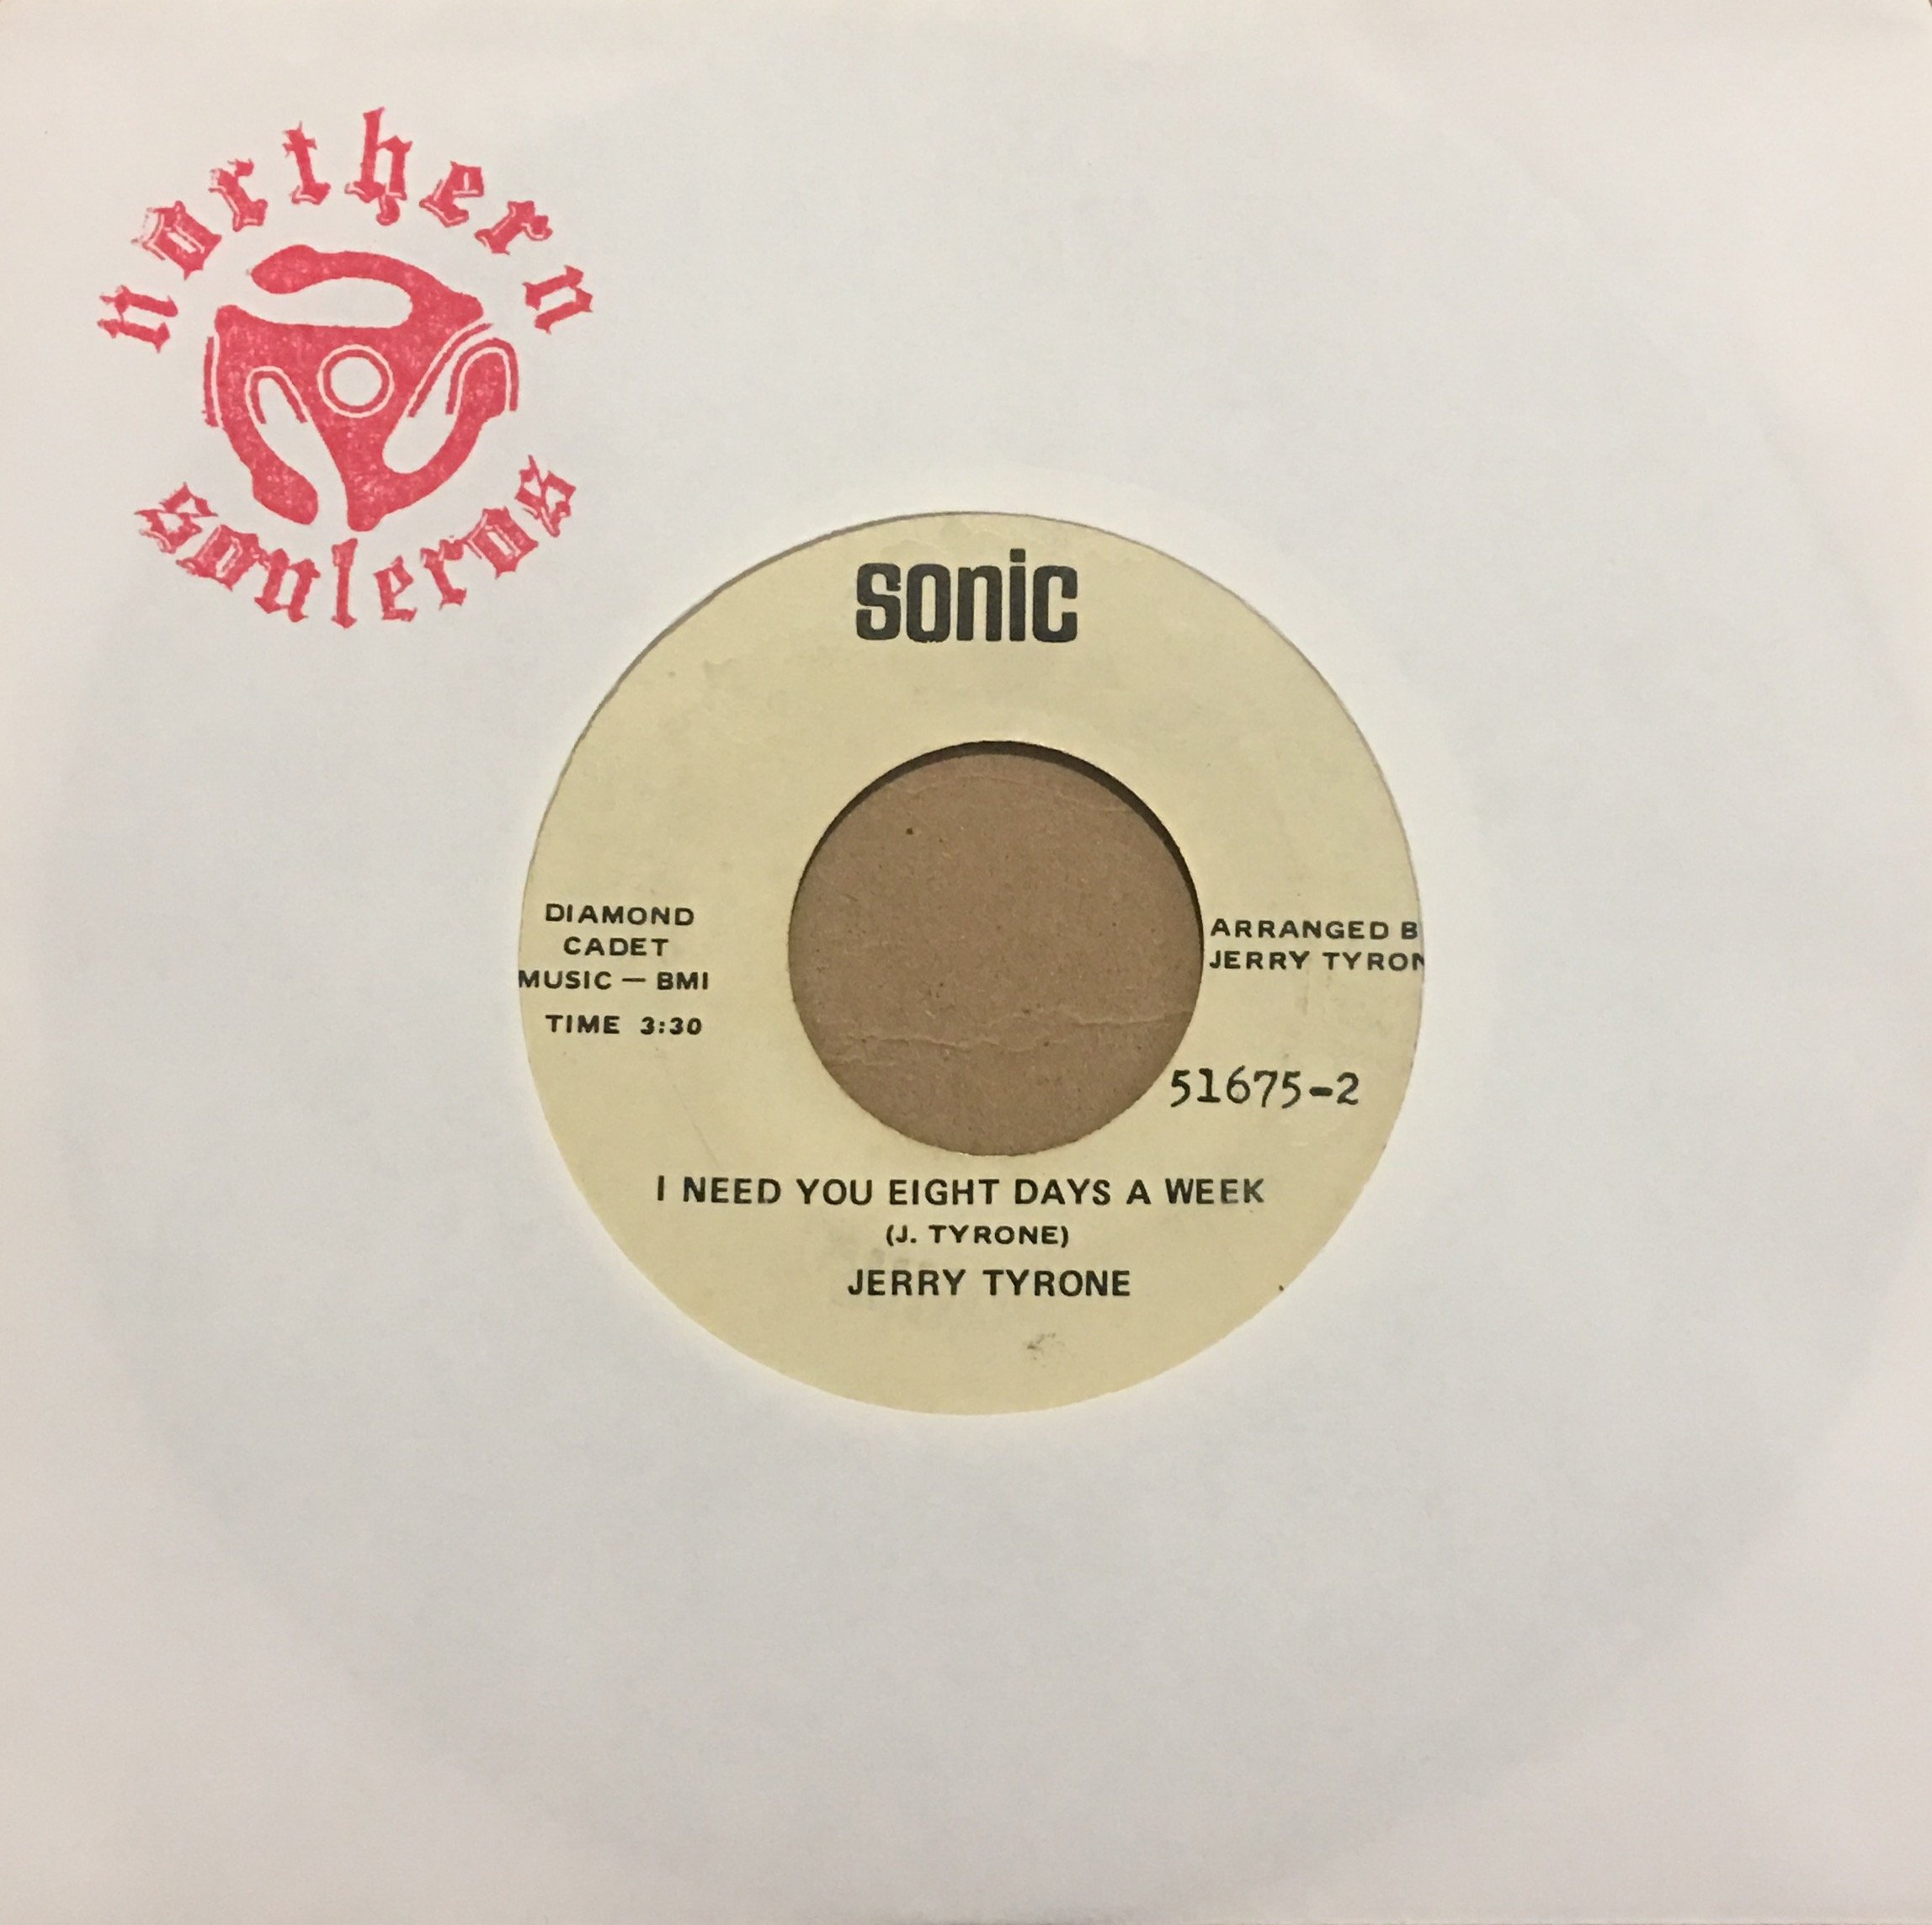 northern
souleros
sonic
DIAMOND
CADET
MUSIC — BMI
TIME 3:30
ARRANGED B
JERRY TYRON
51675-2
I NEED YOU EIGHT DAYS A WEEK
(J. TYRONE)
JERRY TYRONE